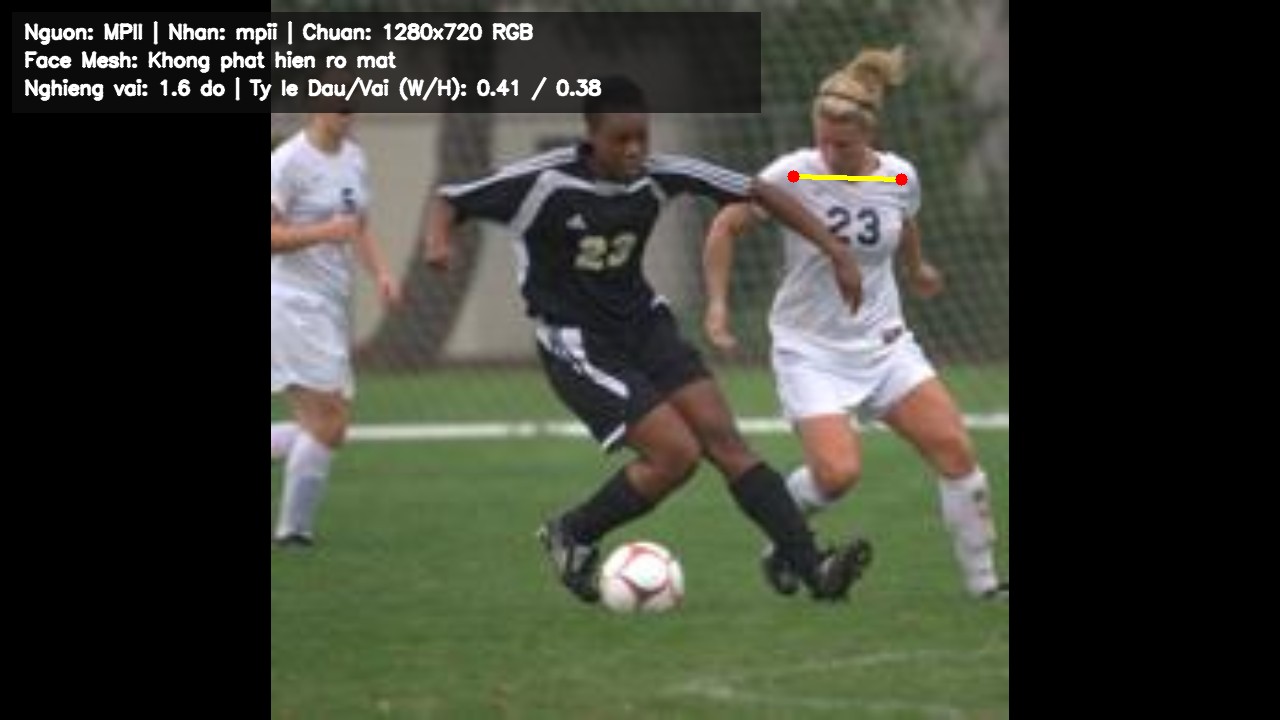 Nguon: MPII | Nhan: mpii | Chuan: 1280x720 RGB
Face Mesh: Khong phat hien ro mat
Nghieng vai: 1.6 do | Ty le Dau/Vai (W/H): 0.41 / 0.38
5
23
23